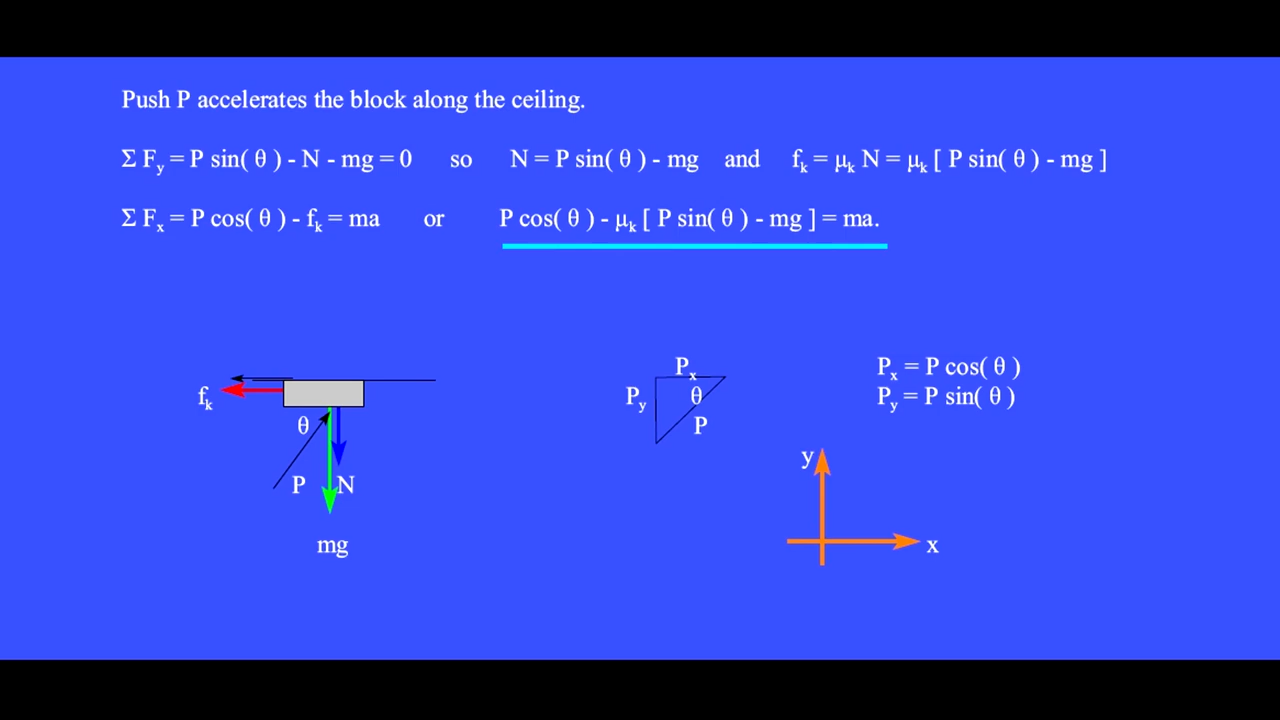 Push P accelerates the block along the ceiling.
Σ Fy = P sin( θ ) - N - mg = 0 so N = P sin( θ ) - mg and fk = μk N = μk [ P sin( θ ) - mg ]
Σ Fx = P cos( θ ) - fk = ma or P cos( θ ) - μk [ P sin( θ ) - mg ] = ma.
fk
θ
P
N
mg
Px
Py
θ
P
Px = P cos( θ )
Py = P sin( θ )
y
x